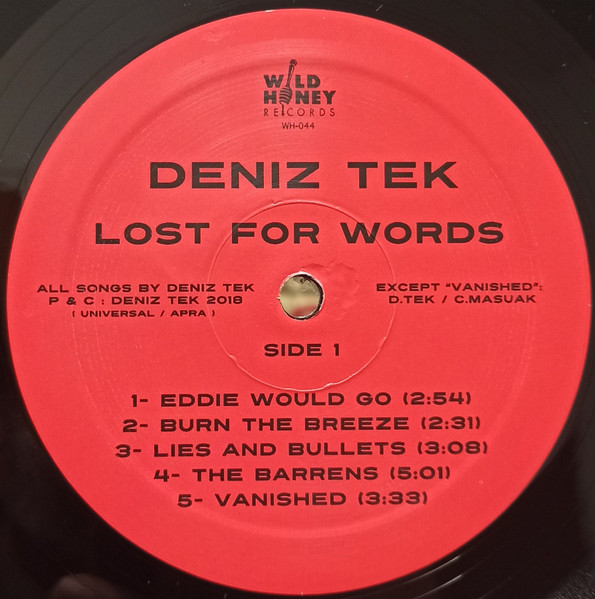 WILD
HONEY
RECORDS
WH-044
DENIZ TEK
LOST FOR WORDS
ALL SONGS BY DENIZ TEK
P & C : DENIZ TEK 2018
( UNIVERSAL / APRA )
EXCEPT "VANISHED":
D.TEK / C.MASUAK
SIDE 1
1- EDDIE WOULD GO (2:54)
2- BURN THE BREEZE (2:31)
3- LIES AND BULLETS (3:08)
4- THE BARRENS (5:01)
5- VANISHED (3:33)